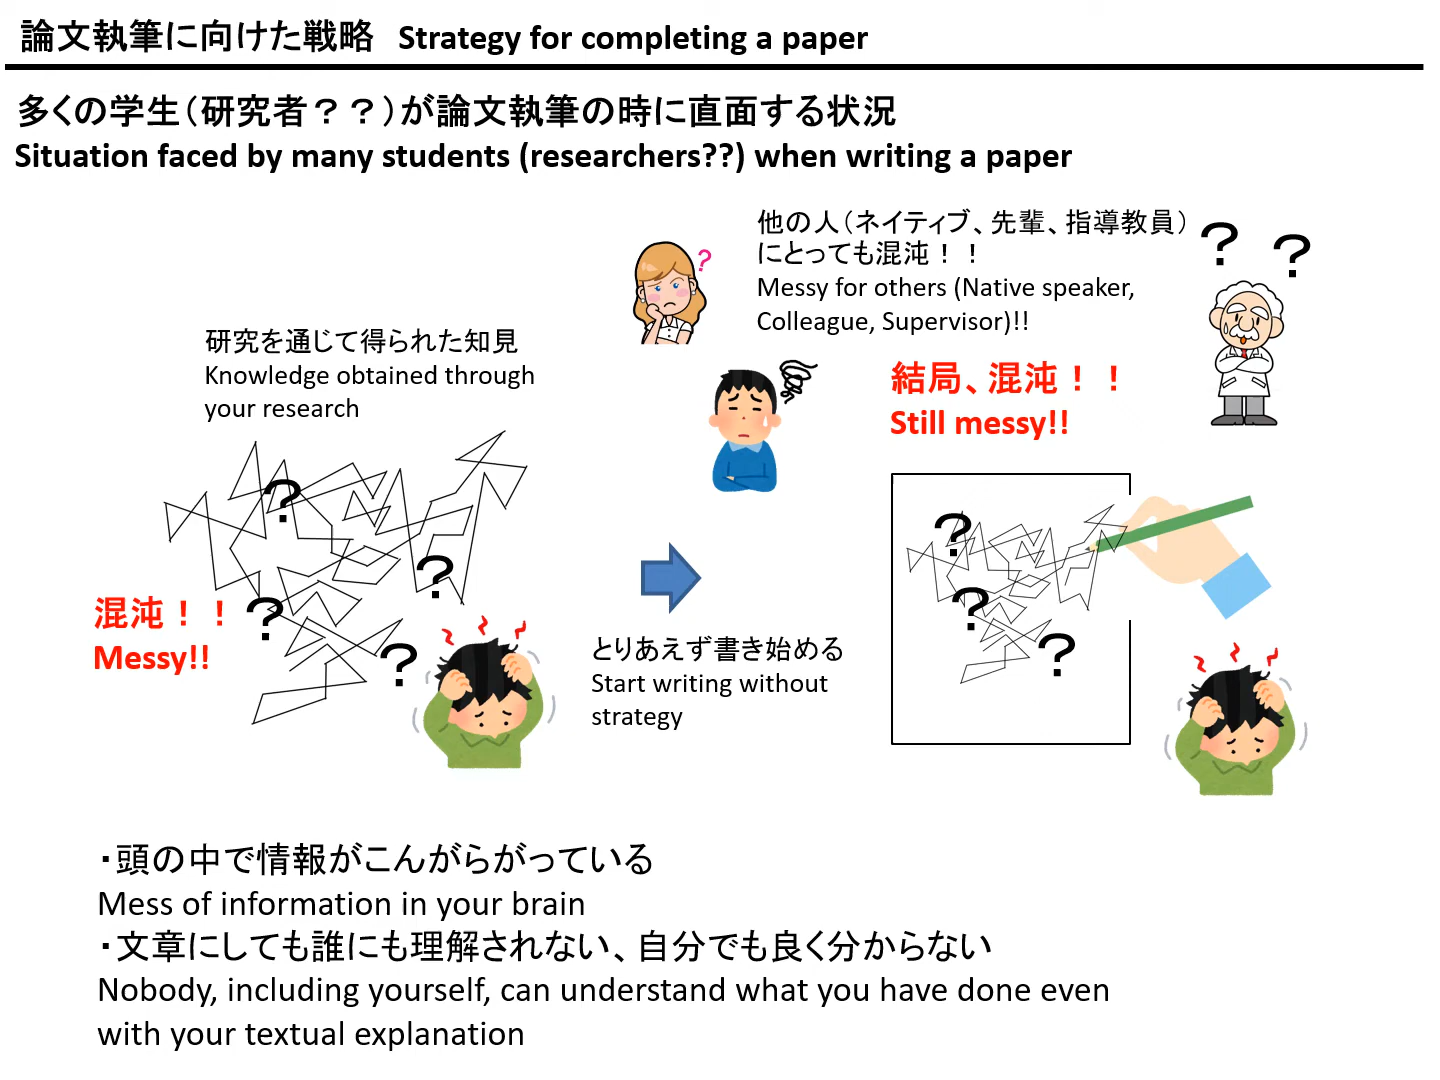 論文執筆に向けた戦略 Strategy for completing a paper
多くの学生（研究者？？）が論文執筆の時に直面する状況
Situation faced by many students (researchers??) when writing a paper
他の人（ネイティブ、先輩、指導教員）
にとっても混沌！！
Messy for others (Native speaker,
Colleague, Supervisor)!!
? ?
?
研究を通じて得られた知見
Knowledge obtained through
your research
結局、混沌！！
Still messy!!
?
?
?
?
混沌！！
Messy!!
とりあえず書き始める
Start writing without
strategy
?
?
?
・頭の中で情報がこんがらがっている
Mess of information in your brain
・文章にしても誰にも理解されない、自分でも良く分からない
Nobody, including yourself, can understand what you have done even
with your textual explanation